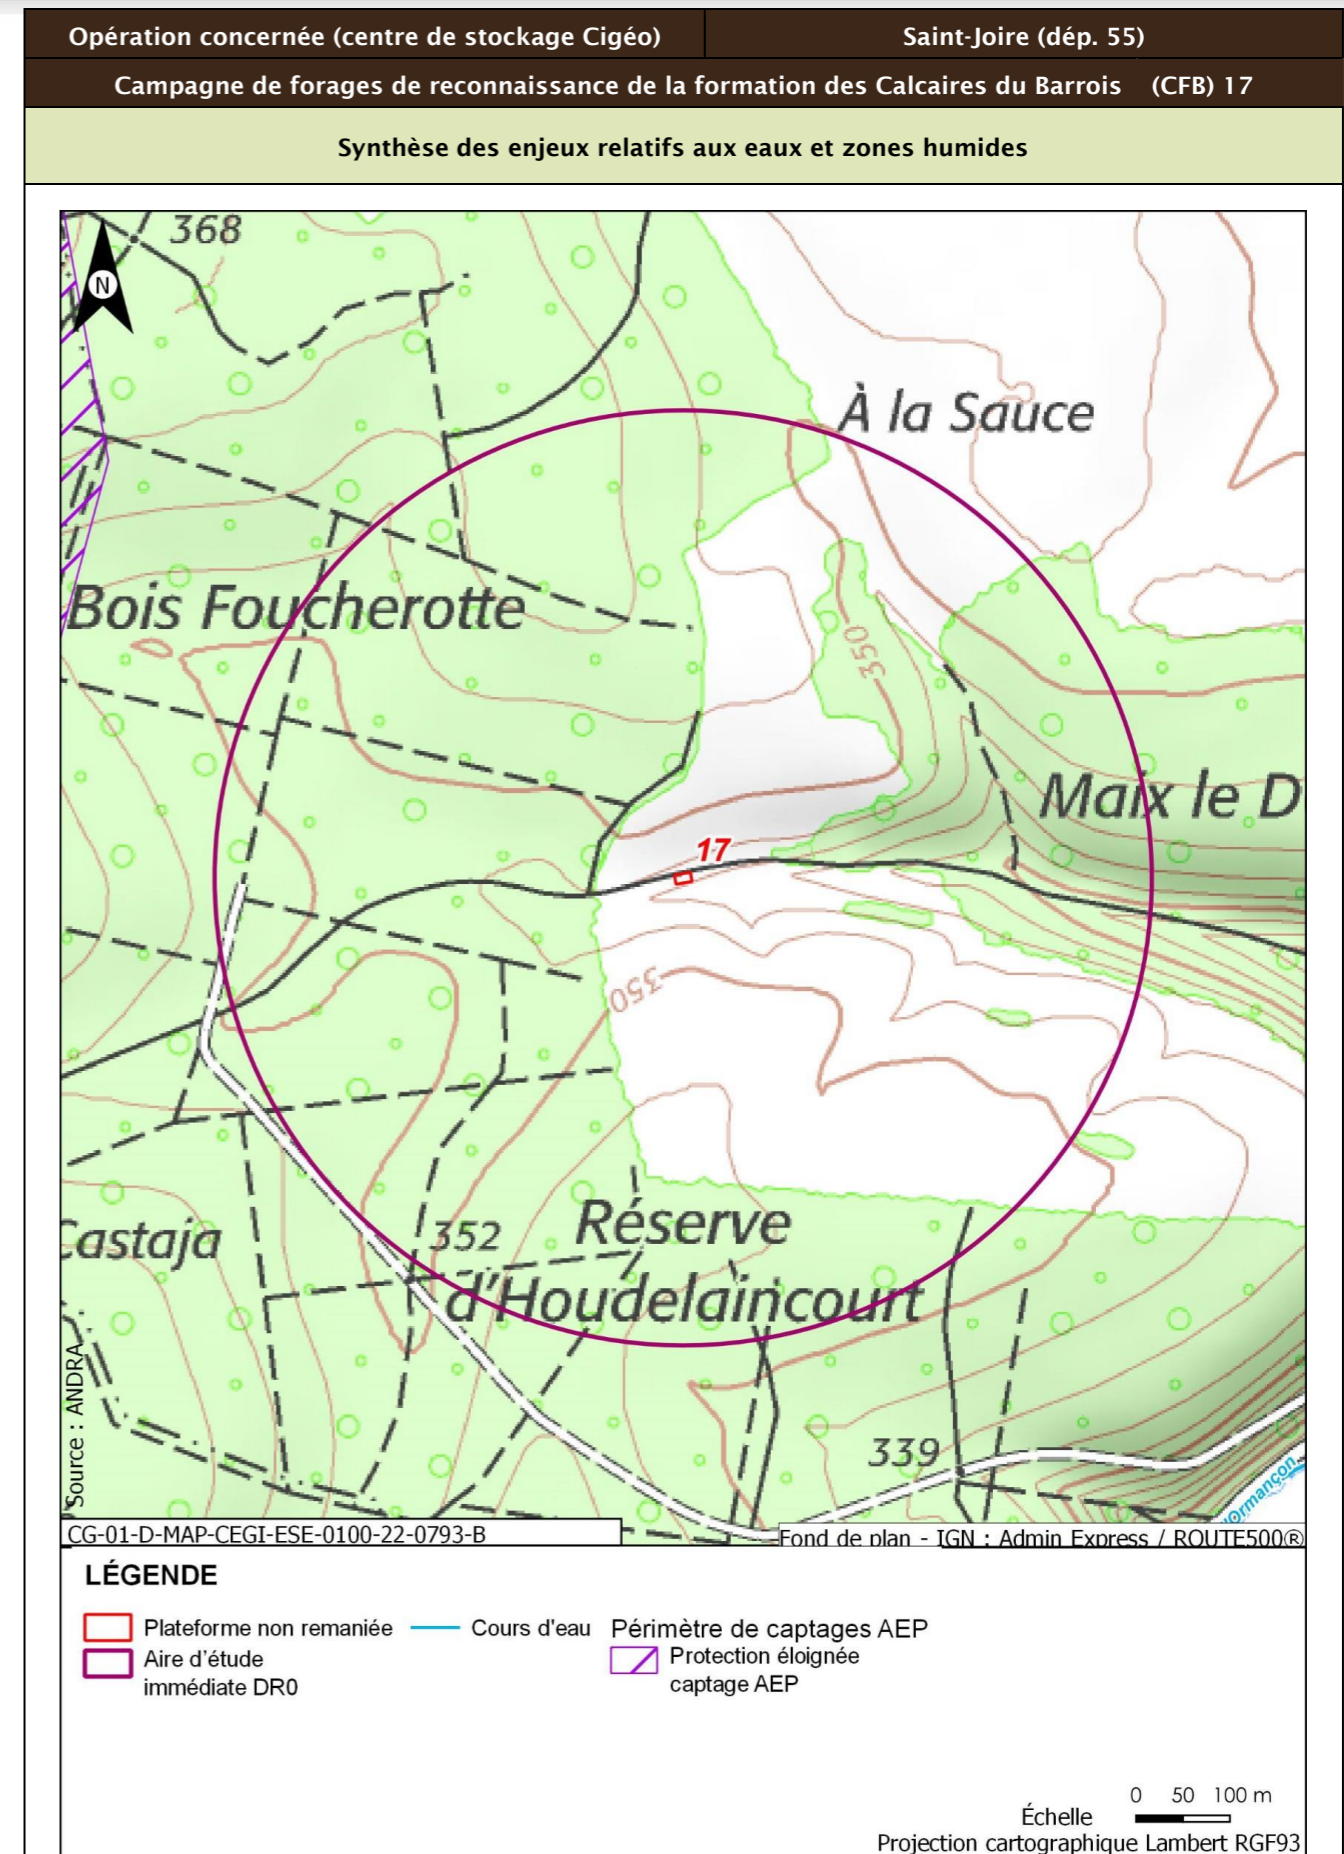 Opération concernée (centre de stockage Cigéo)
Saint-Joire (dép. 55)
Campagne de forages de reconnaissance de la formation des Calcaires du Barrois (CFB) 17
Synthèse des enjeux relatifs aux eaux et zones humides
368
N
À la Sauce
Bois Foucherotte
350
Maix le D
17
350
Castaja
352
Réserve
d'Houdelaincourt
339
Source : ANDRA
l'Ormançon
CG-01-D-MAP-CEGI-ESE-0100-22-0793-B
Fond de plan - IGN : Admin Express / ROUTE500®
LÉGENDE
Plateforme non remaniée
Cours d'eau
Périmètre de captages AEP
Aire d'étude
immédiate DR0
Protection éloignée
captage AEP
0 50 100 m
Échelle
Projection cartographique Lambert RGF93